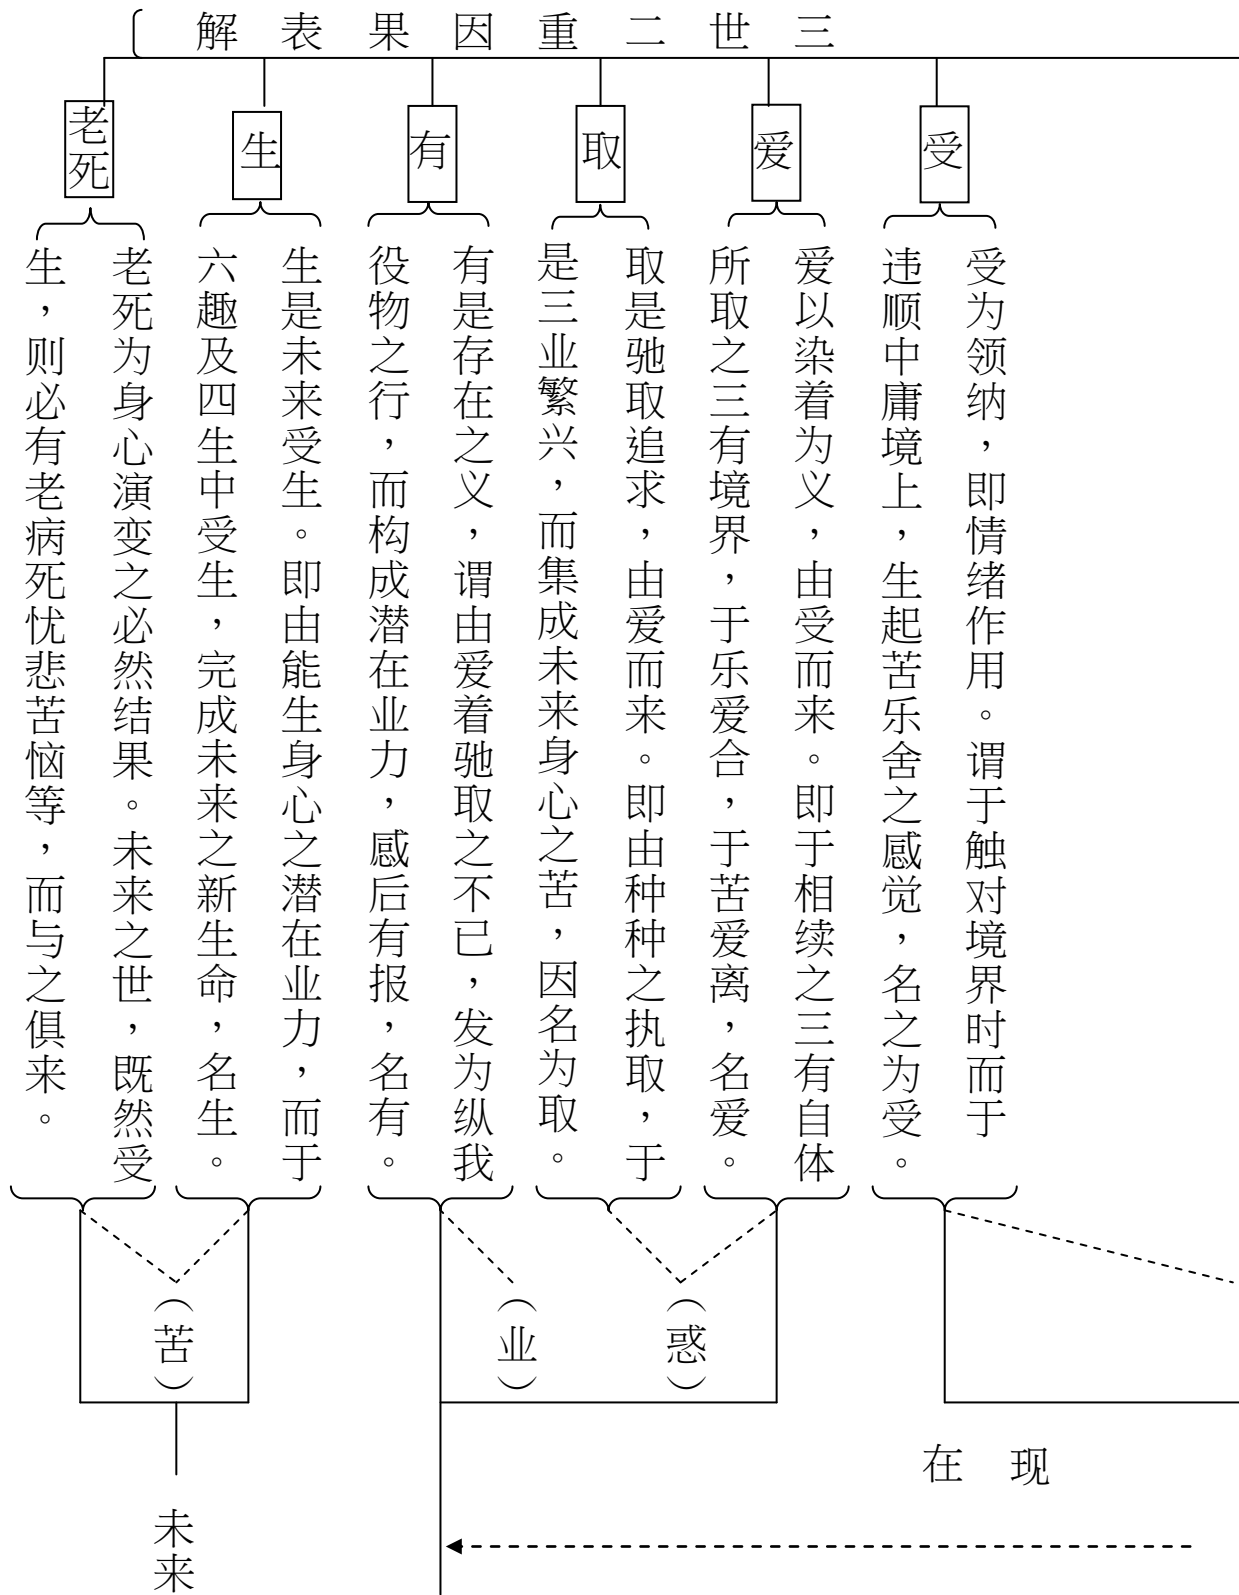 三世二重因果表解
受
受为领纳，即情绪作用。谓于触对境界时而于
违顺中庸境上，生起苦乐舍之感觉，名之为受。
爱
爱以染着为义，由受而来。即于相续之三有自体
所取之三有境界，于乐爱合，于苦爱离，名爱。
取
取是驰取追求，由爱而来。即由种种之执取，于
是三业繁兴，而集成未来身心之苦，因名为取。
有
有是存在之义，谓由爱着驰取之不已，发为纵我
役物之行，而构成潜在业力，感后有报，名有。
生
生是未来受生。即由能生身心之潜在业力，而于
六趣及四生中受生，完成未来之新生命，名生。
老死
老死为身心演变之必然结果。未来之世，既然受
生，则必有老病死忧悲苦恼等，而与之俱来。
（惑）
（业）
（苦）
现在
未来